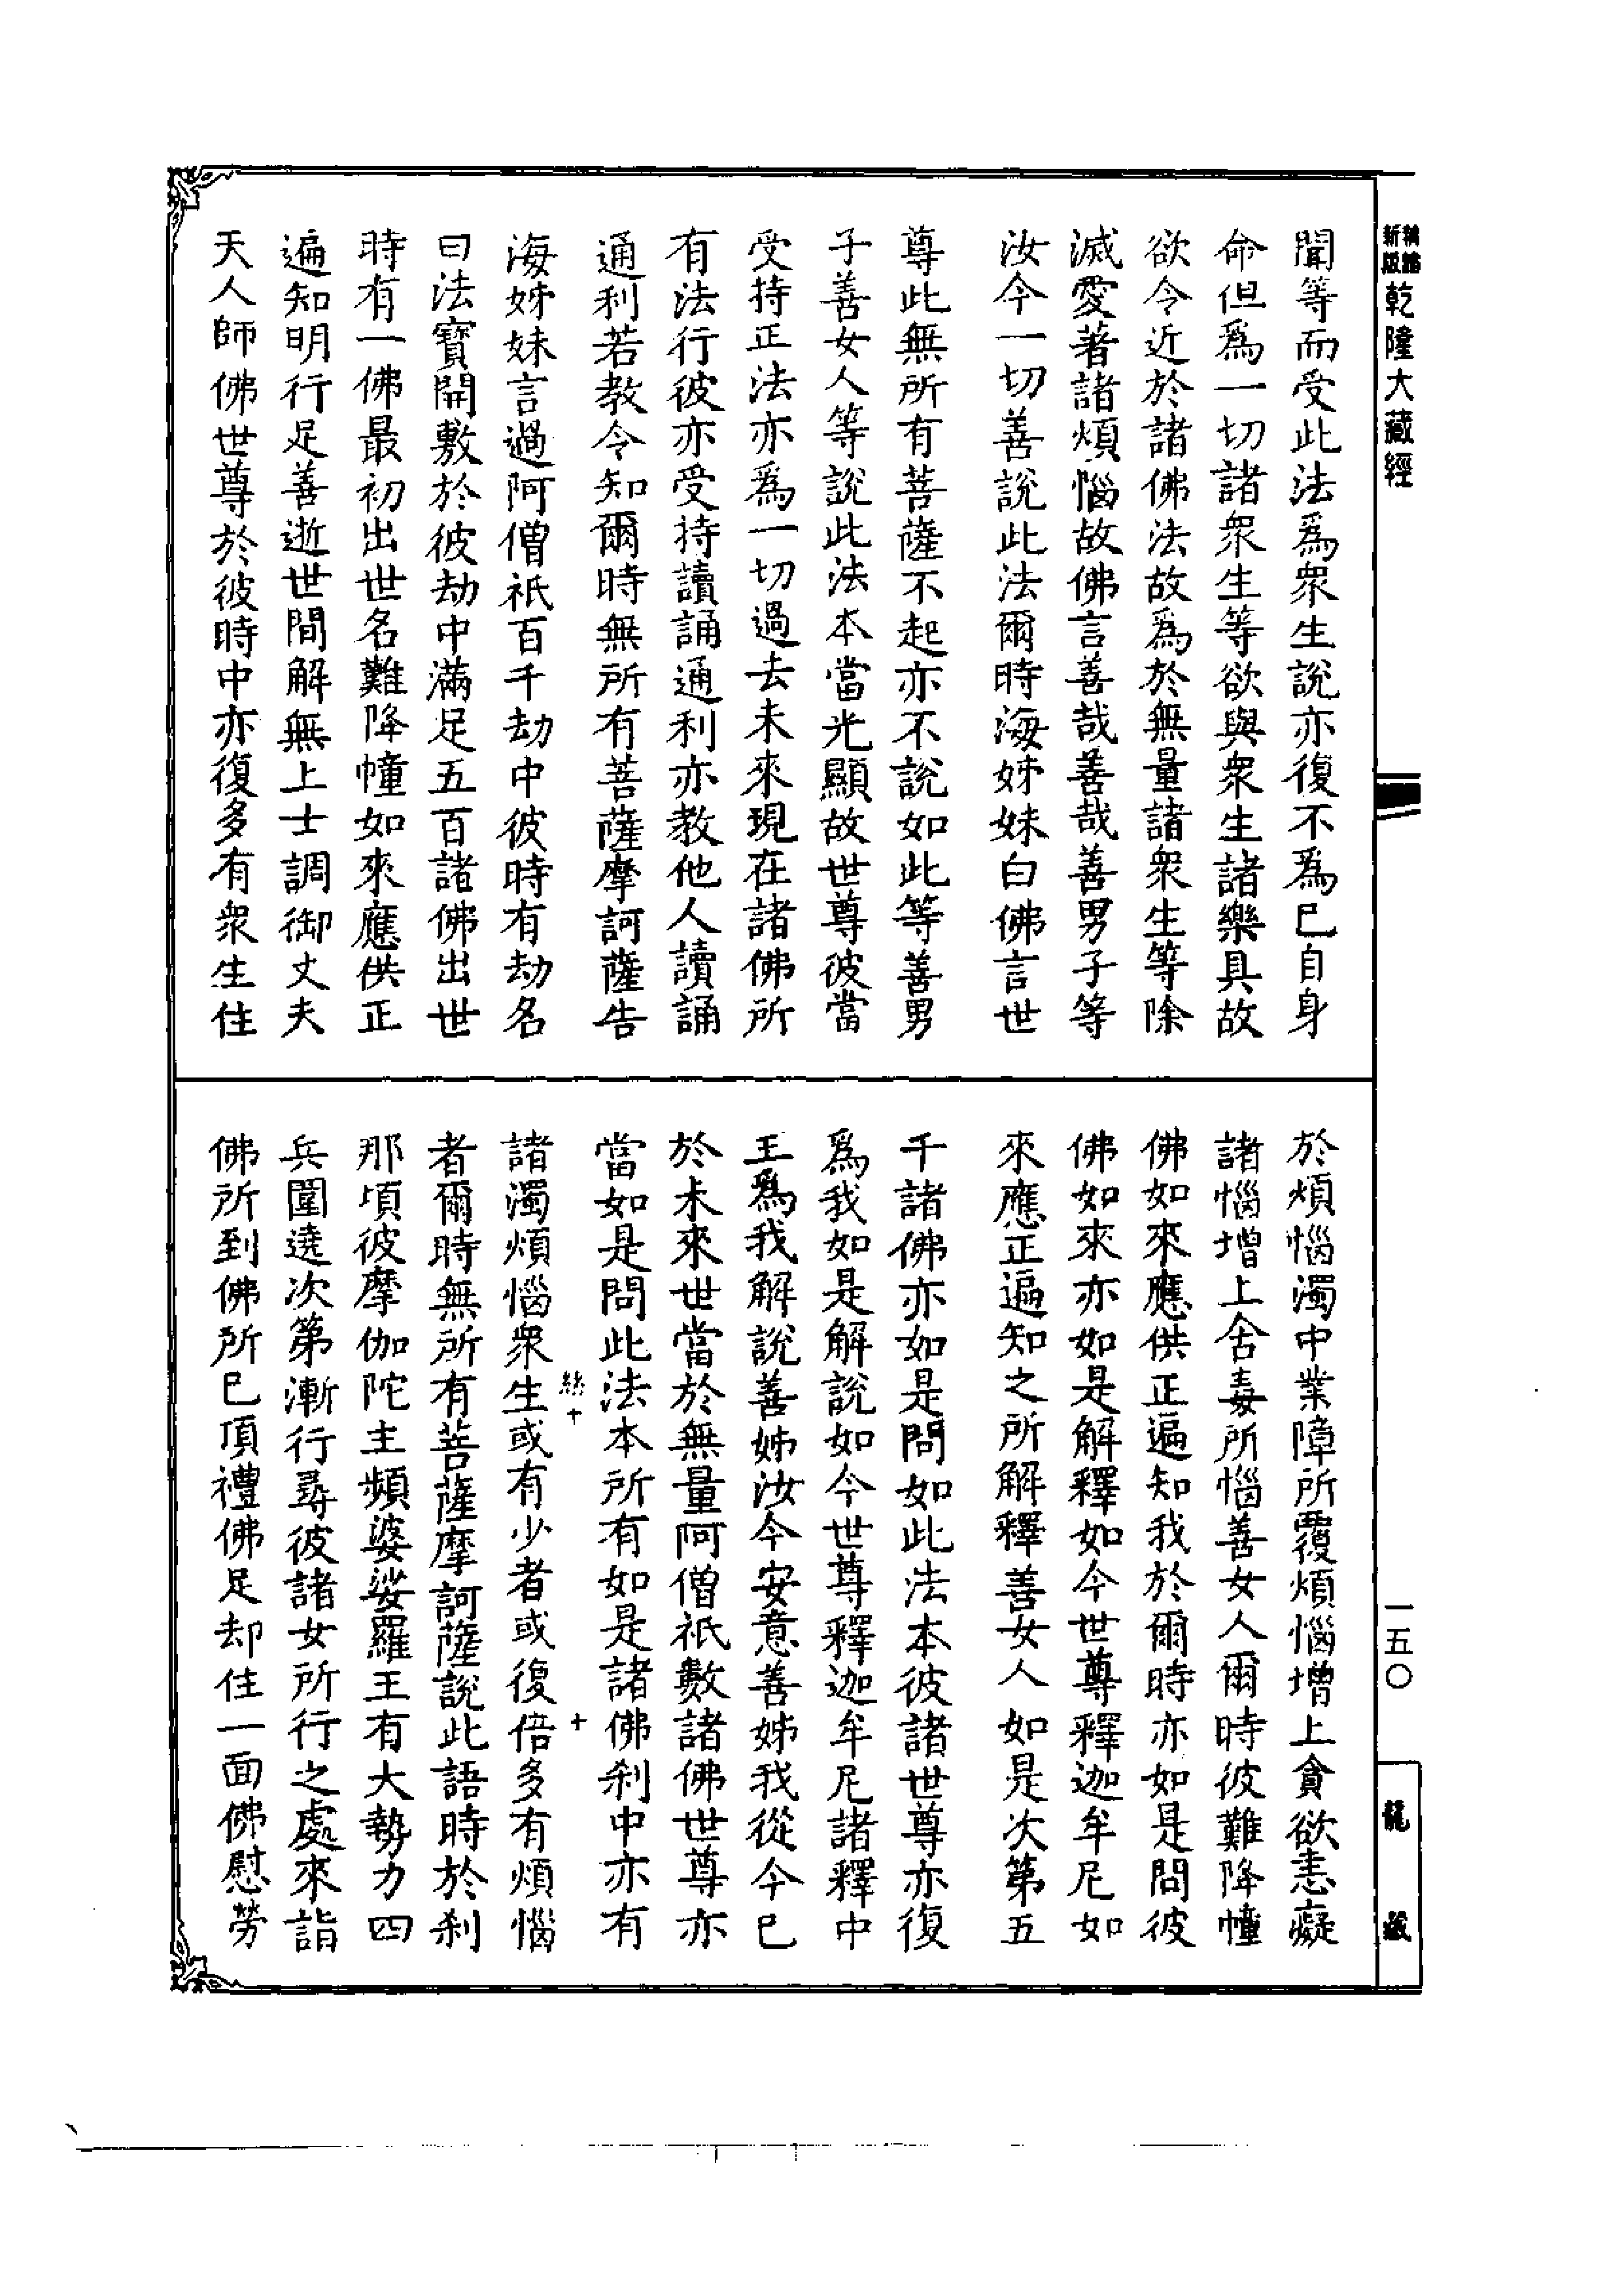 新編縮版
乾隆大藏經
聞等而受此法爲衆生說亦復不爲已自身
命但爲一切諸衆生等欲與衆生諸樂具故
欲令近於諸佛法故爲於無量諸衆生等除
滅愛著諸煩惱故佛言善哉善哉善男子等
汝今一切善說此法爾時海姊妹白佛言世
尊此無所有菩薩不起亦不說如此等善男
子善女人等說此法本當光顯故世尊彼當
受持正法亦爲一切過去未來現在諸佛所
有法行彼亦受持讀誦通利亦教他人讀誦
通利若教令知爾時無所有菩薩摩訶薩告
海姊妹言過阿僧祇百千劫中彼時有劫名
曰法寶開敷於彼劫中滿足五百諸佛出世
時有一佛最初出世名難降幢如來應供正
遍知明行足善逝世間解無上士調御丈夫
天人師佛世尊於彼時中亦復多有衆生住
於煩惱濁中業障所覆煩惱增上貪欲恚癡
諸惱增上含毒所惱善女人爾時彼難降幢
佛如來應供正遍知我於爾時亦如是問彼
佛如來亦如是解釋如今世尊釋迦牟尼如
來應正遍知之所解釋善女人如是次第五
千諸佛亦如是問如此法本彼諸世尊亦復
爲我如是解說如今世尊釋迦牟尼諸釋中
王爲我解說善姊汝今安意善姊我從今已
於未來世當於無量阿僧祇數諸佛世尊亦
當如是問此法本所有如是諸佛刹中亦有
絲十
十
諸濁煩惱衆生或有少者或復倍多有煩惱
者爾時無所有菩薩摩訶薩說此語時於刹
那頃彼摩伽陀主頻婆娑羅王有大勢力四
兵圍遶次第漸行尋彼諸女所行之處來詣
佛所到佛所已頂禮佛足却住一面佛慰勞
一五〇
龍藏